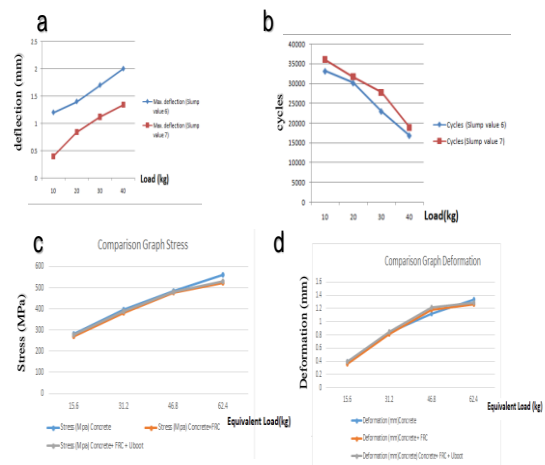 a
deflection (mm)
2.5
2
1.5
1
0.5
0
10 20 30 40
Load (kg)
Max. deflection (Slump
value 6)
Max. deflection (Slump
value 7)
b
cycles
40000
35000
30000
25000
20000
15000
10000
5000
0
10 20 30 40
Load(kg)
Cycles (Slump value 6)
Cycles (Slump value 7)
c
Comparison Graph Stress
Stress (MPa)
600
500
400
300
200
100
0
15.6 31.2 46.8 62.4
Equivalent Load(kg)
Stress (Mpa) Concrete
Stress (Mpa) Concrete+FRC
Stress (Mpa) Concrete+ FRC + Uboot
d
Comparison Graph Deformation
Deformation (mm)
1.6
1.4
1.2
1
0.8
0.6
0.4
0.2
0
15.6 31.2 46.8 62.4
Equivalent Load(kg)
Deformation (mm)Concrete
Deformation (mm)Concrete+ FRC
Deformation (mm)Concrete) Concrete+ FRC + Uboot